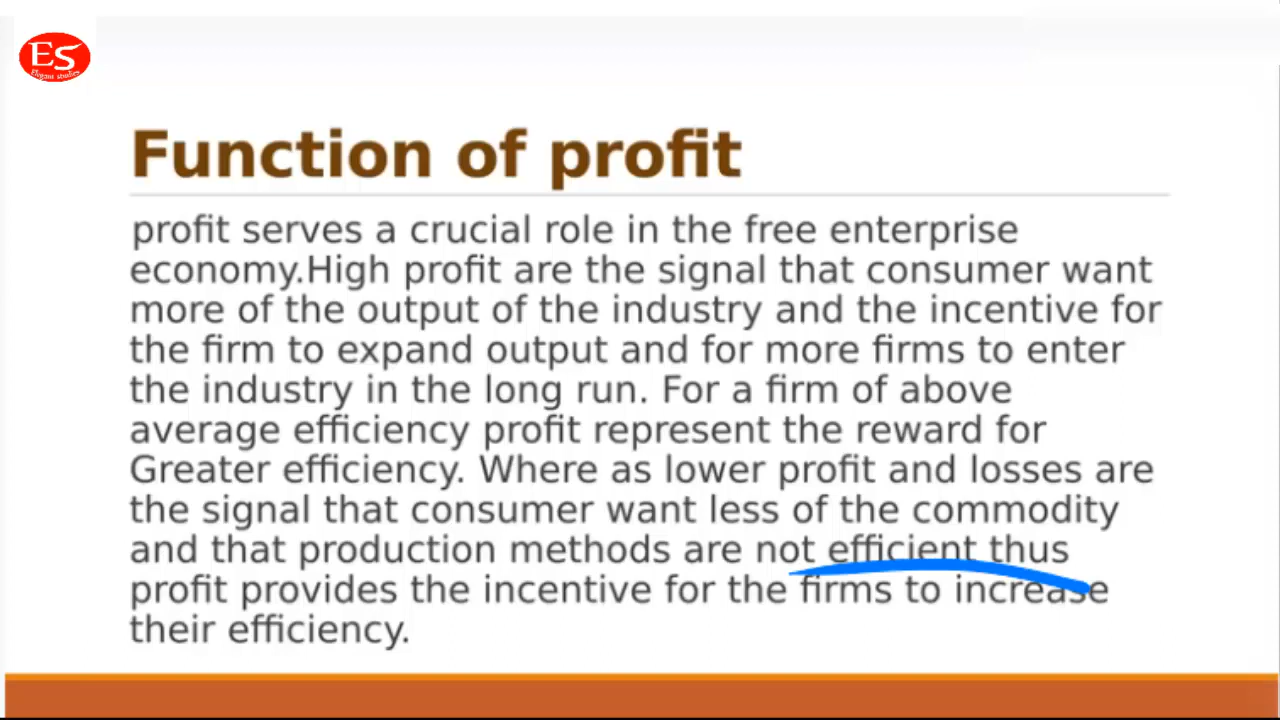 ES
Elegant studies
Function of profit
profit serves a crucial role in the free enterprise
economy.High profit are the signal that consumer want
more of the output of the industry and the incentive for
the firm to expand output and for more firms to enter
the industry in the long run. For a firm of above
average efficiency profit represent the reward for
Greater efficiency. Where as lower profit and losses are
the signal that consumer want less of the commodity
and that production methods are not efficient thus
profit provides the incentive for the firms to increase
their efficiency.